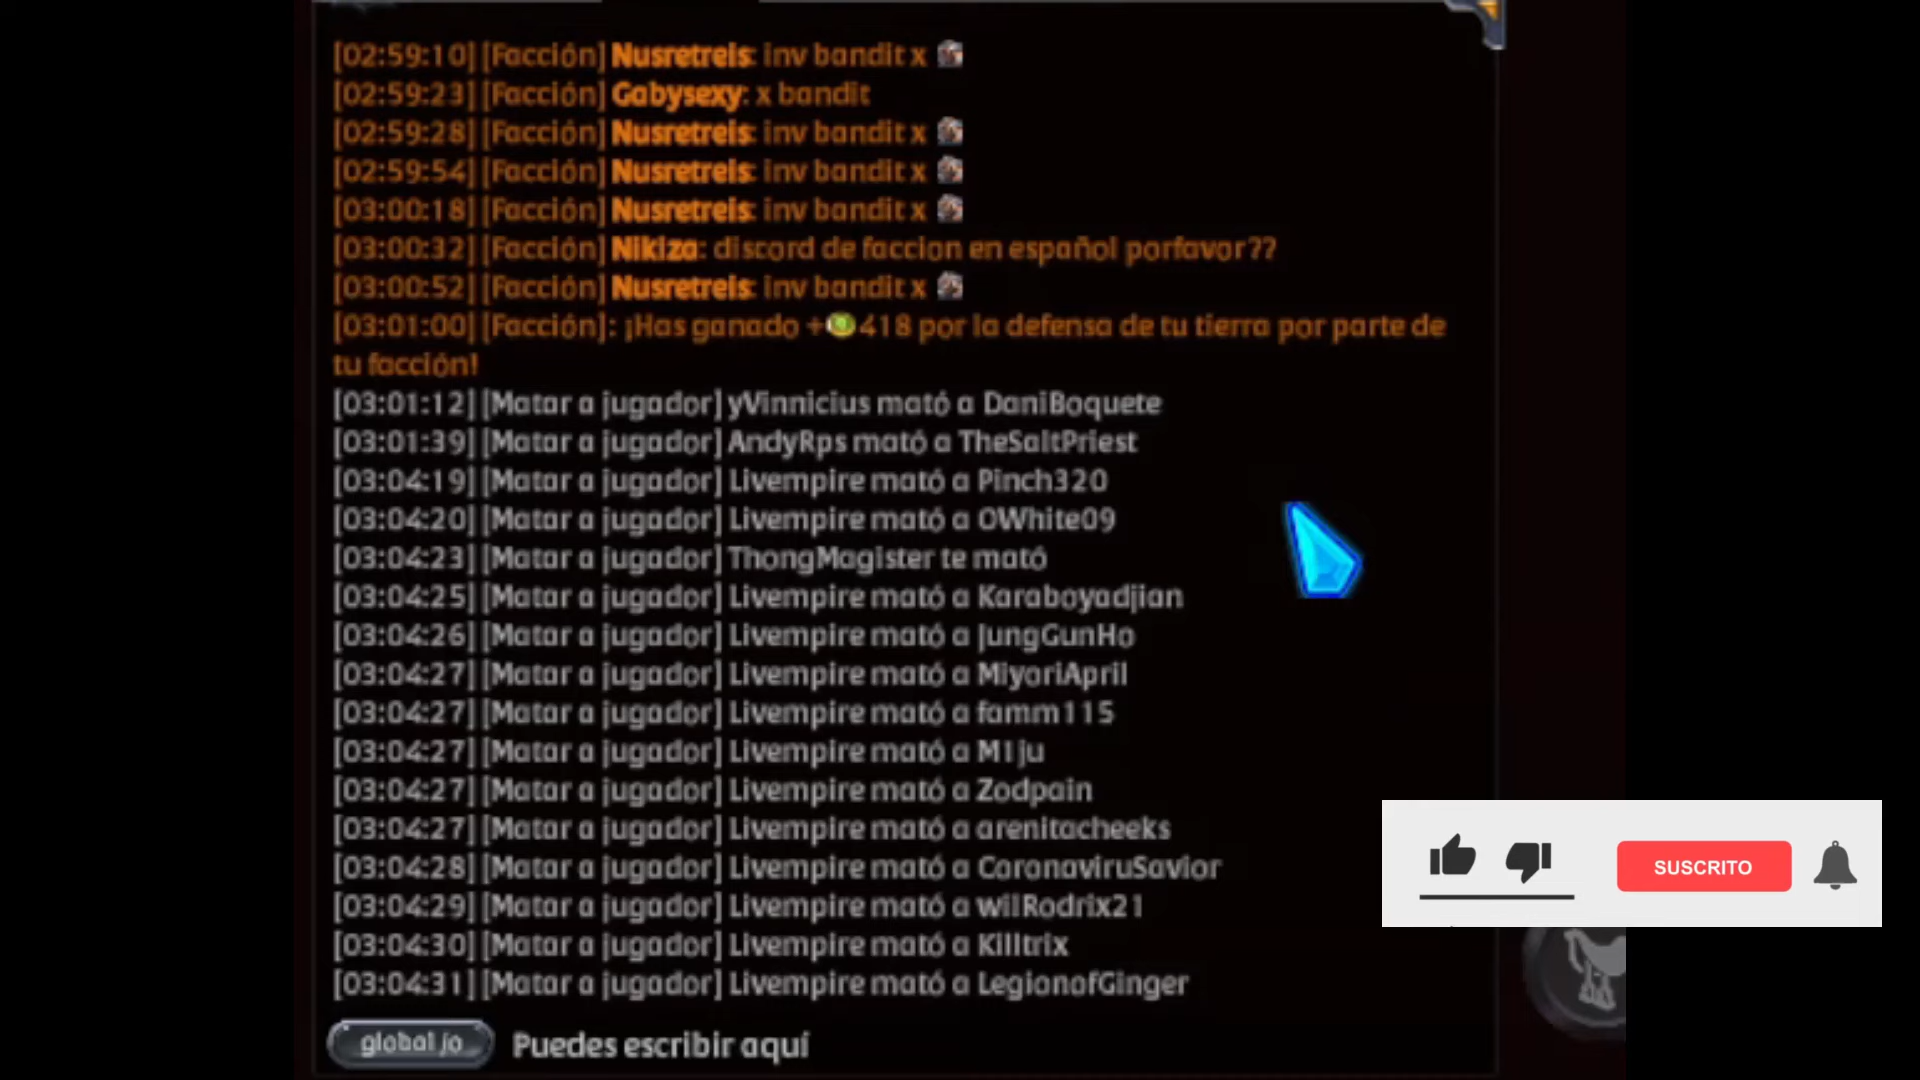 [02:59:10] [Facción] Nusretreis: inv bandit x
[02:59:23] [Facción] Gabysexy: x bandit
[02:59:28] [Facción] Nusretreis: inv bandit x
[02:59:54] [Facción] Nusretreis: inv bandit x
[03:00:18] [Facción] Nusretreis: inv bandit x
[03:00:32] [Facción] Nikiza: discord de faccion en español porfavor??
[03:00:52] [Facción] Nusretreis: inv bandit x
[03:01:00] [Facción]: ¡Has ganado + 418 por la defensa de tu tierra por parte de
tu facción!
[03:01:12] [Matar a jugador] yVinnicius mató a DaniBoquete
[03:01:39] [Matar a jugador] AndyRps mató a TheSaltPriest
[03:04:19] [Matar a jugador] Livempire mató a Pinch320
[03:04:20] [Matar a jugador] Livempire mató a OWhite09
[03:04:23] [Matar a jugador] ThongMagister te mató
[03:04:25] [Matar a jugador] Livempire mató a Karaboyadjian
[03:04:26] [Matar a jugador] Livempire mató a JungGunHo
[03:04:27] [Matar a jugador] Livempire mató a MiyoriApril
[03:04:27] [Matar a jugador] Livempire mató a famm115
[03:04:27] [Matar a jugador] Livempire mató a M1ju
[03:04:27] [Matar a jugador] Livempire mató a Zodpain
[03:04:27] [Matar a jugador] Livempire mató a arenitacheeks
[03:04:28] [Matar a jugador] Livempire mató a CoronaviruSavior
[03:04:29] [Matar a jugador] Livempire mató a wilRodrix21
[03:04:30] [Matar a jugador] Livempire mató a Killtrix
[03:04:31] [Matar a jugador] Livempire mató a LegionofGinger
SUSCRITO
global /o Puedes escribir aquí